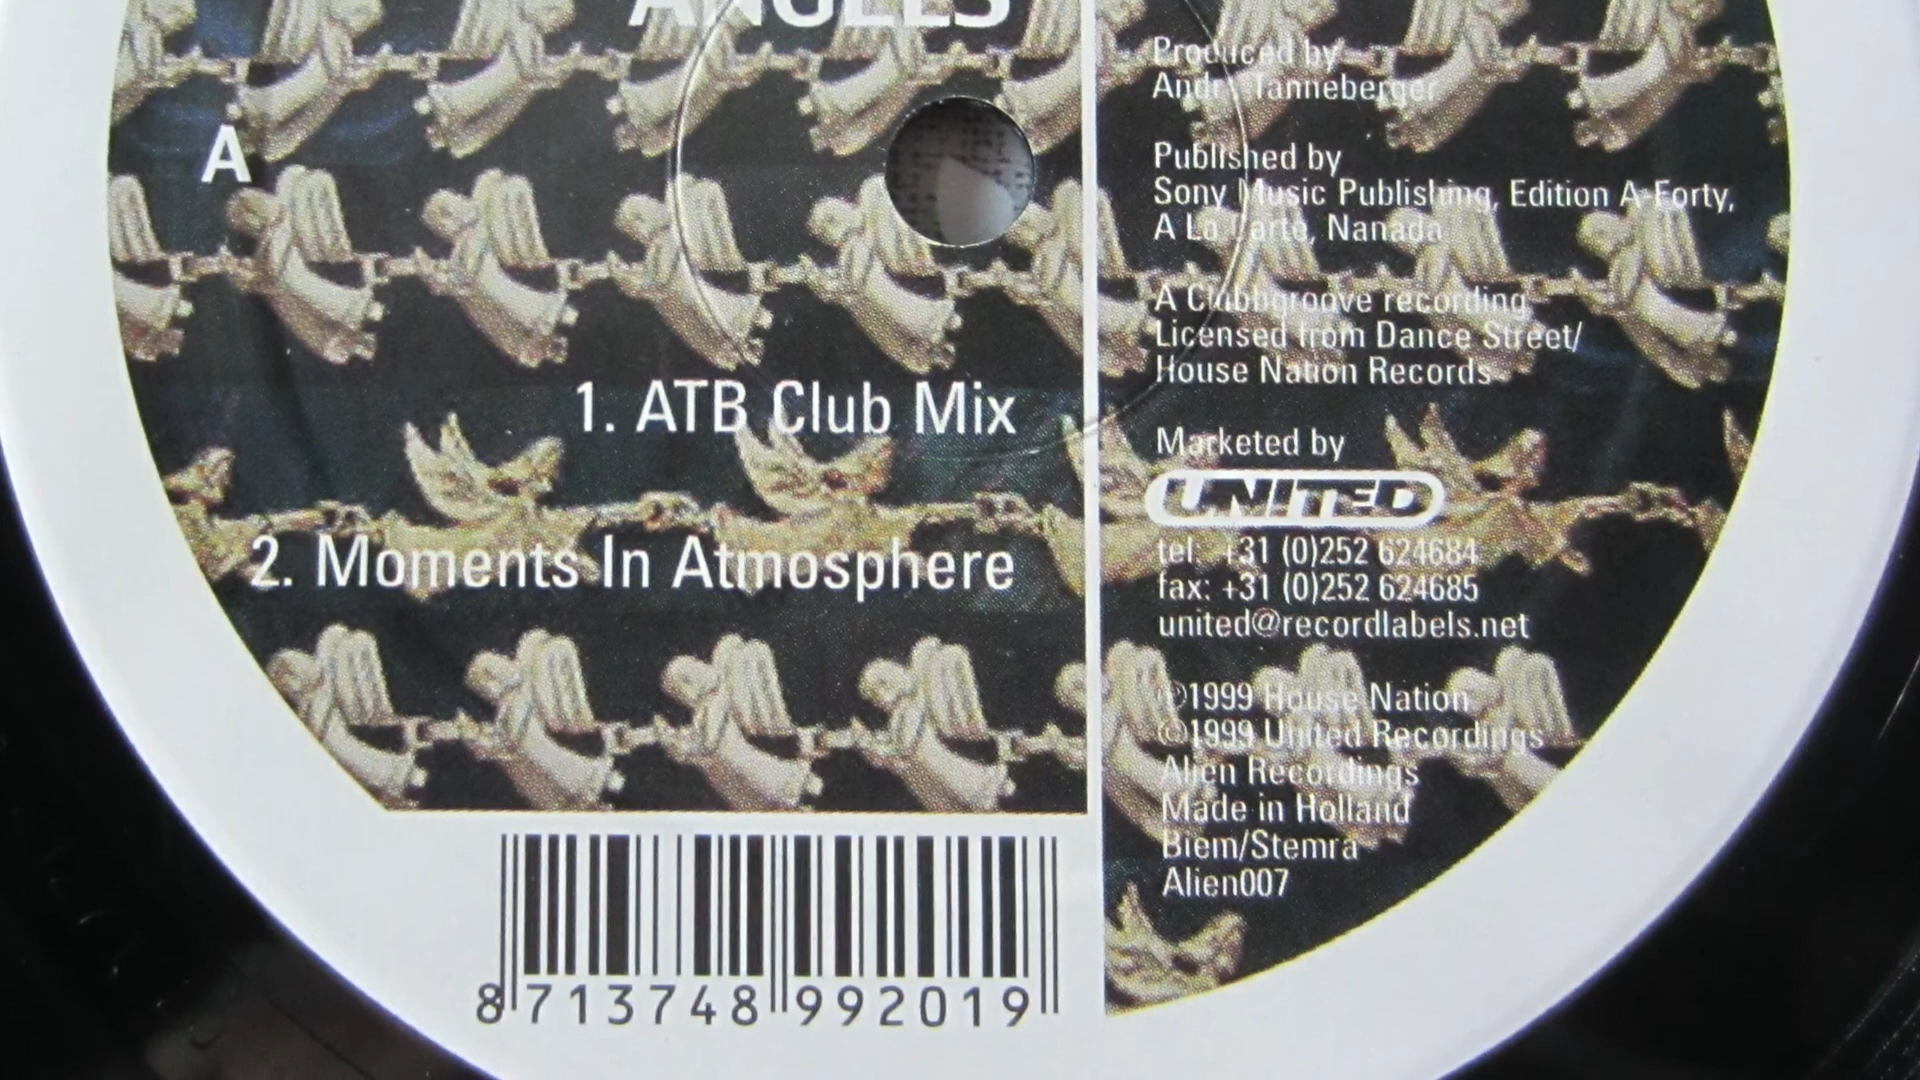 A
1. ATB Club Mix
2. Moments In Atmosphere
8 713748 992019
Produced by
André Tanneberger
Published by
Sony Music Publishing, Edition A-Forty,
A La Carte, Nanada
A Clubbgroove recording
Licensed from Dance Street/
House Nation Records
Marketed by
UNITED
tel: +31 (0)252 624684
fax: +31 (0)252 624685
united@recordlabels.net
℗1999 House Nation
©1999 United Recordings
Alien Recordings
Made in Holland
Biem/Stemra
Alien007